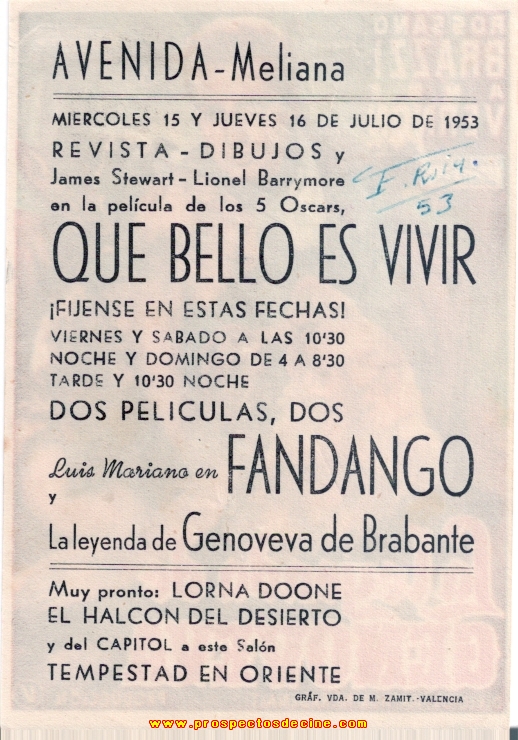 AVENIDA - Meliana
MIERCOLES 15 Y JUEVES 16 DE JULIO DE 1953
REVISTA - DIBUJOS y
James Stewart - Lionel Barrymore
en la película de los 5 Oscars,
53
QUE BELLO ES VIVIR
¡FIJENSE EN ESTAS FECHAS!
VIERNES Y SABADO A LAS 10'30
NOCHE Y DOMINGO DE 4 A 8'30
TARDE Y 10'30 NOCHE
DOS PELICULAS, DOS
Luis Mariano en FANDANGO
y
La leyenda de Genoveva de Brabante
Muy pronto: LORNA DOONE
EL HALCON DEL DESIERTO
y del CAPITOL a este Salón
TEMPESTAD EN ORIENTE
GRÁF. VDA. DE M. ZAMIT.-VALENCIA
www.prospectosdecine.com